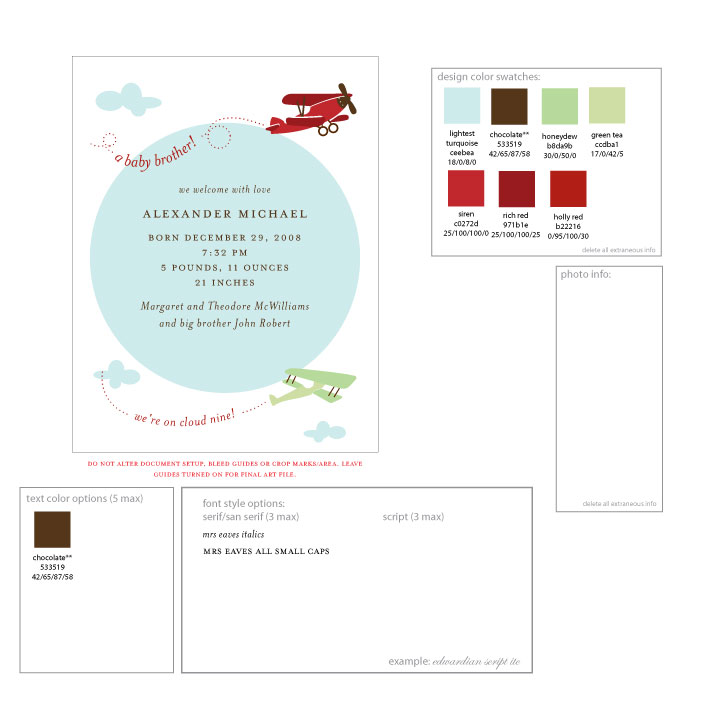 a baby brother!
we welcome with love
ALEXANDER MICHAEL
BORN DECEMBER 29, 2008
7:32 PM
5 POUNDS, 11 OUNCES
21 INCHES
Margaret and Theodore McWilliams
and big brother John Robert
we're on cloud nine!
DO NOT ALTER DOCUMENT SETUP, BLEED GUIDES OR CROP MARKS/AREA. LEAVE
GUIDES TURNED ON FOR FINAL ART FILE.
design color swatches:
lightest
turquoise
ceebea
18/0/8/0
chocolate**
533519
42/65/87/58
honeydew
b8da9b
30/0/50/0
green tea
ccdba1
17/0/42/5
siren
c0272d
25/100/100/0
rich red
971b1e
25/100/100/25
holly red
b22216
0/95/100/30
delete all extraneous info
photo info:
delete all extraneous info
text color options (5 max)
chocolate**
533519
42/65/87/58
font style options:
serif/san serif (3 max)
script (3 max)
mrs eaves italics
MRS EAVES ALL SMALL CAPS
example: edwardian script itc